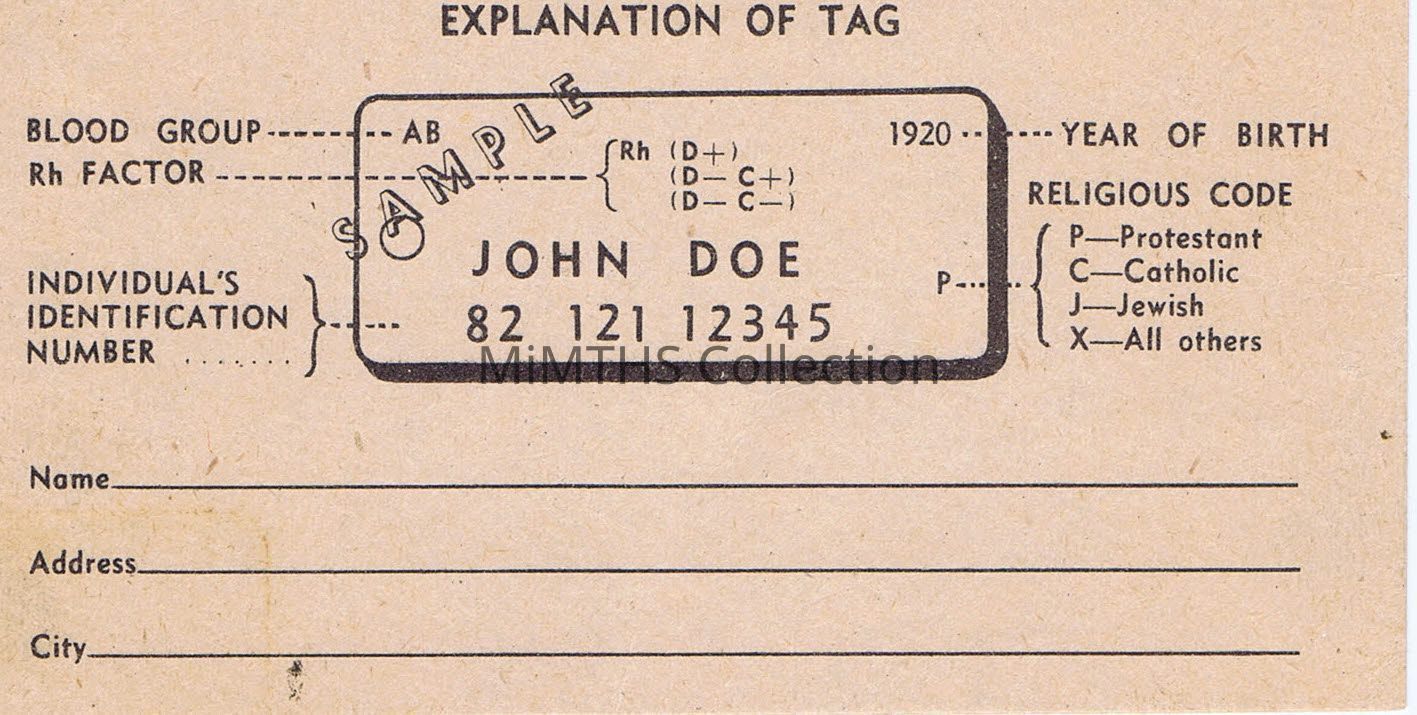 EXPLANATION OF TAG
SAMPLE
BLOOD GROUP AB 1920 YEAR OF BIRTH
Rh FACTOR Rh (D+)
(D— C+)
(D— C—)
RELIGIOUS CODE
P—Protestant
C—Catholic
J—Jewish
X—All others
P
JOHN DOE
INDIVIDUAL'S
IDENTIFICATION
NUMBER
82 121 12345
MiMTHS Collection
Name
Address
City